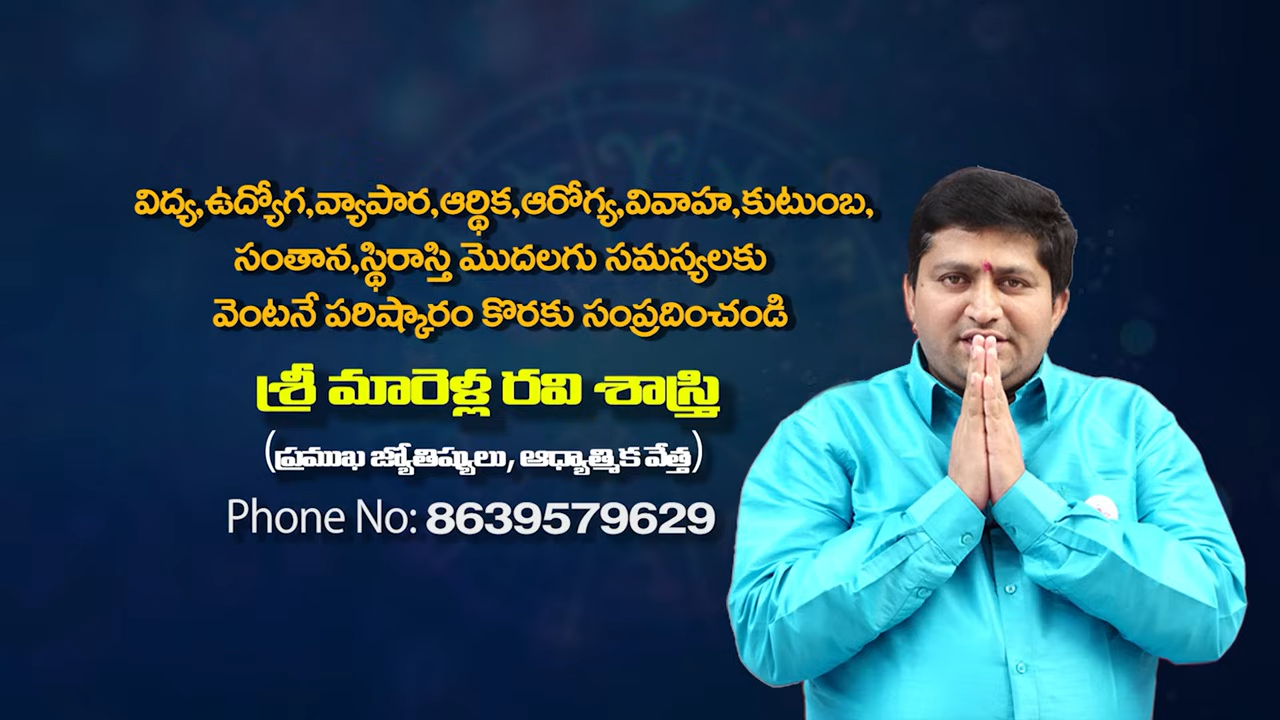 విద్య,ఉద్యోగ,వ్యాపార,ఆర్థిక,ఆరోగ్య,వివాహ,కుటుంబ,
సంతాన,స్థిరాస్తి మొదలగు సమస్యలకు
వెంటనే పరిష్కారం కొరకు సంప్రదించండి
శ్రీ మారెళ్ల రవి శాస్త్రి
(ప్రముఖ జ్యోతిష్యులు, ఆధ్యాత్మిక వేత్త)
Phone No: 8639579629